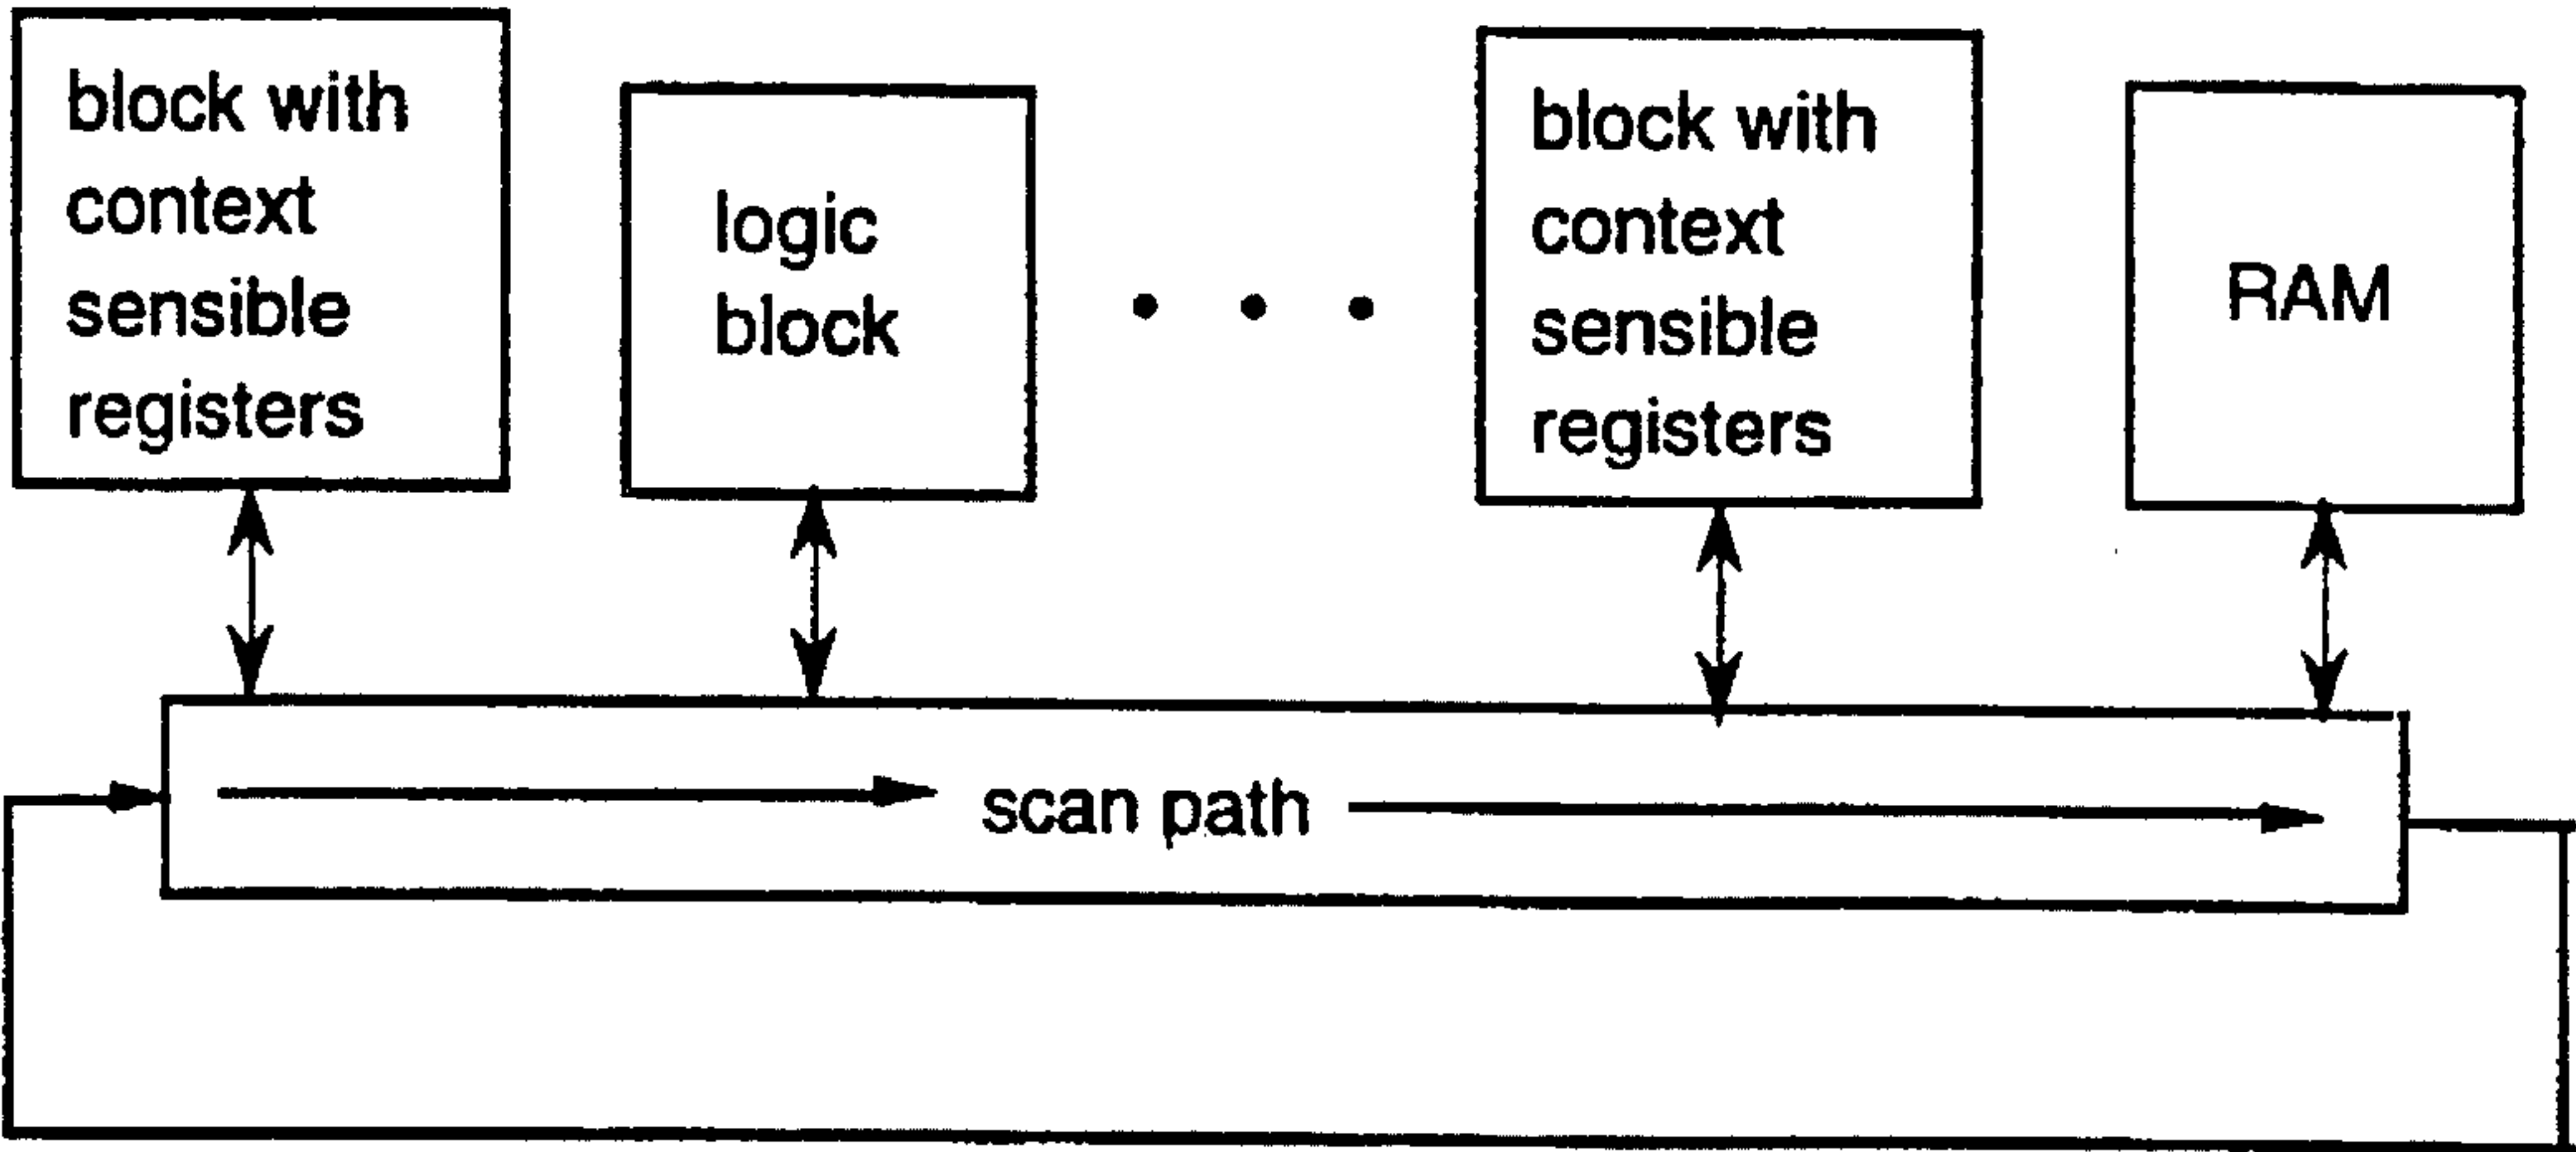 block with
context
sensible
registers
logic
block
block with
context
sensible
registers
RAM
scan path